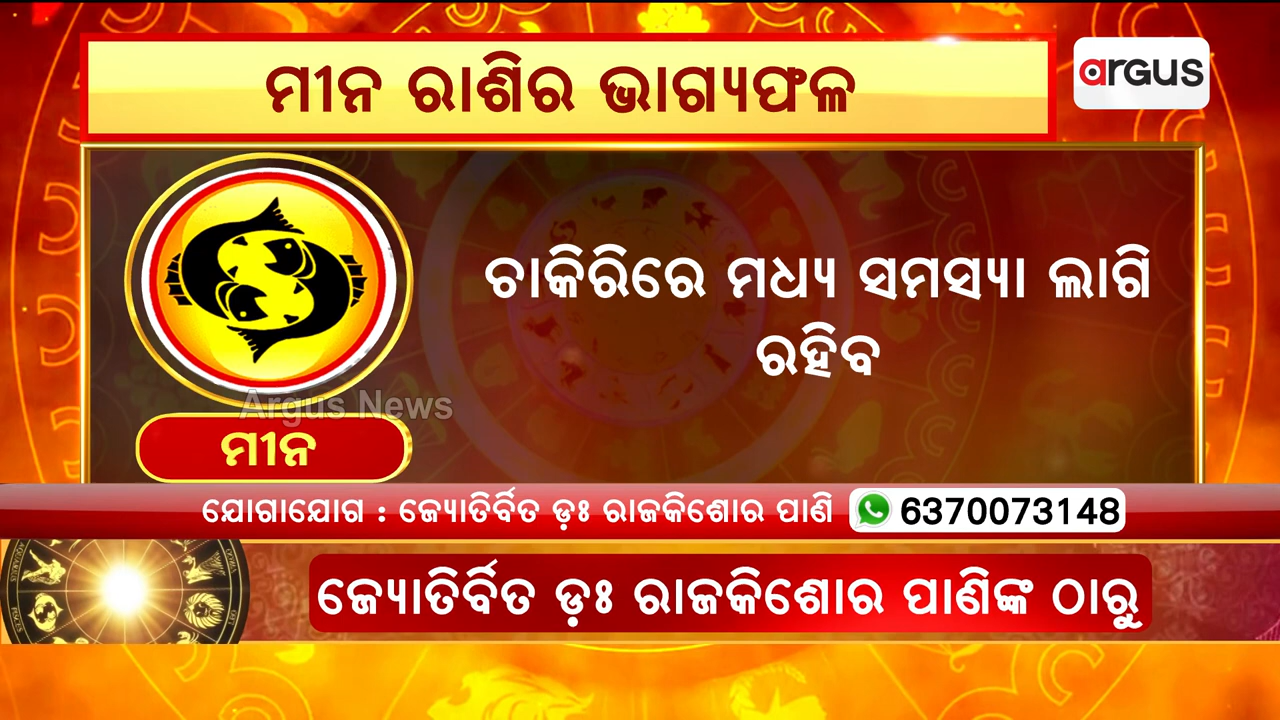 ମୀନ ରାଶିର ଭାଗ୍ୟଫଳ
argus
ଚାକିରିରେ ମଧ୍ୟ ସମସ୍ୟା ଲାଗି
ରହିବ
Argus News
ମୀନ
ଯୋଗାଯୋଗ : ଜ୍ୟୋତିର୍ବିତ ଡ଼ଃ ରାଜକିଶୋର ପାଣି 6370073148
ଜ୍ୟୋତିର୍ବିତ ଡ଼ଃ ରାଜକିଶୋର ପାଣିଙ୍କ ଠାରୁ